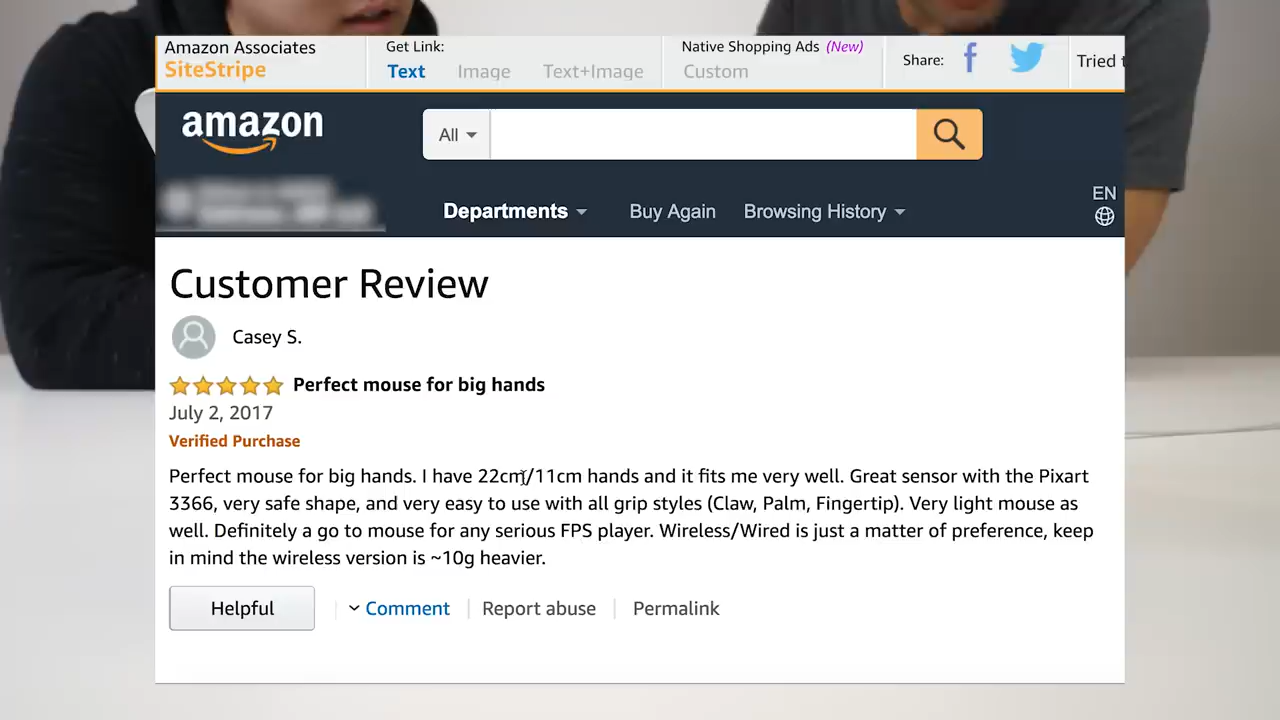 Amazon Associates
SiteStripe
Get Link:
Text Image Text+Image
Native Shopping Ads (New)
Custom
Share:
Tried
amazon
All
Departments Buy Again Browsing History
EN
Customer Review
Casey S.
Perfect mouse for big hands
July 2, 2017
Verified Purchase
Perfect mouse for big hands. I have 22cm/11cm hands and it fits me very well. Great sensor with the Pixart
3366, very safe shape, and very easy to use with all grip styles (Claw, Palm, Fingertip). Very light mouse as
well. Definitely a go to mouse for any serious FPS player. Wireless/Wired is just a matter of preference, keep
in mind the wireless version is ~10g heavier.
Helpful Comment Report abuse Permalink